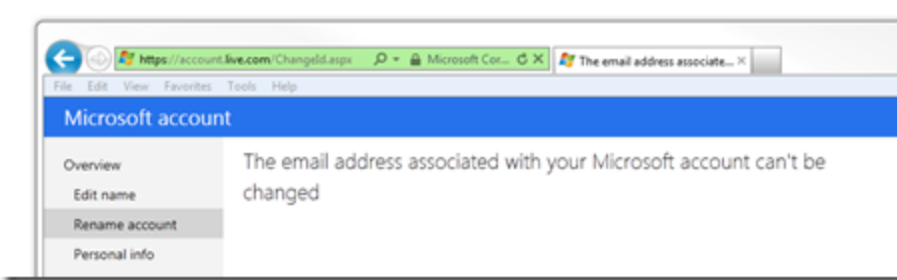 https://account.live.com/ChangeId.aspx Microsoft Cor... The email address associate...
File Edit View Favorites Tools Help
Microsoft account
Overview
The email address associated with your Microsoft account can't be
changed
Edit name
Rename account
Personal info